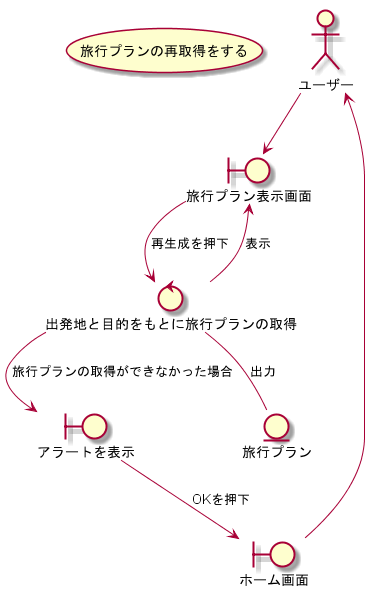 旅行プランの再取得をする
ユーザー
旅行プラン表示画面
再生成を押下
表示
出発地と目的をもとに旅行プランの取得
旅行プランの取得ができなかった場合
出力
アラートを表示
旅行プラン
OKを押下
ホーム画面